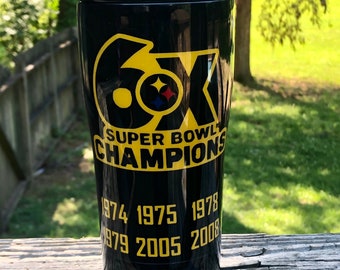 6X
SUPER BOWL
CHAMPIONS
1974 1975 1978
1979 2005 2008